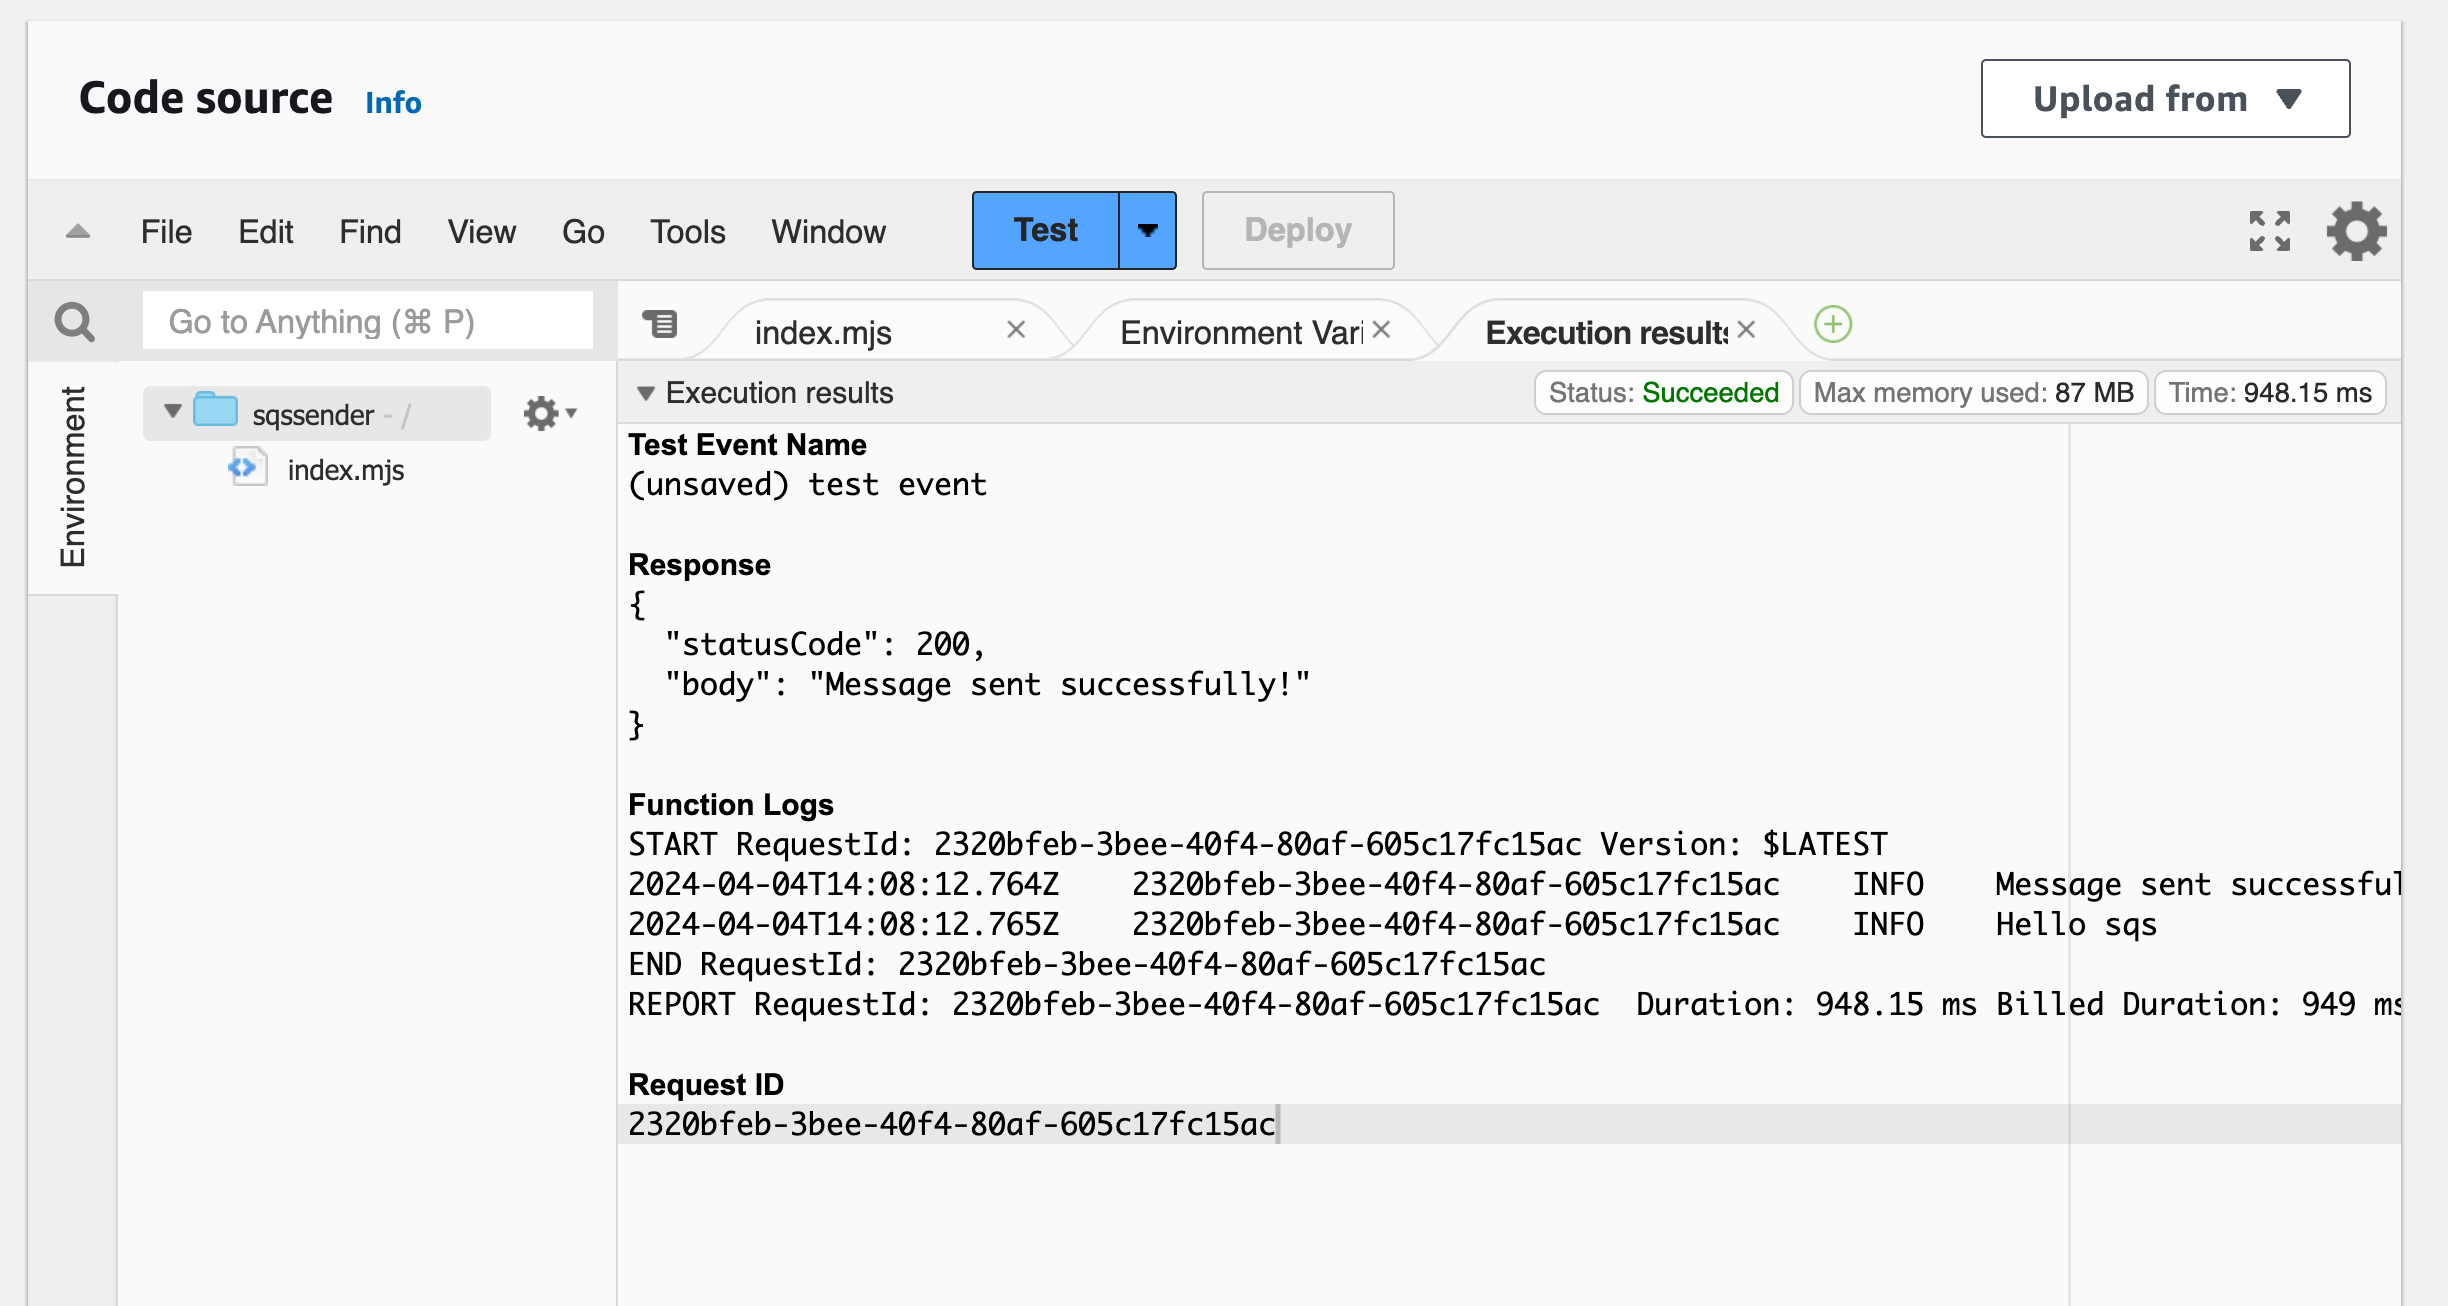 Code source Info
Upload from
File Edit Find View Go Tools Window Test Deploy
Go to Anything (⌘ P)
index.mjs
Environment Vari
Execution results
Environment
sqssender - /
index.mjs
Execution results
Status: Succeeded
Max memory used: 87 MB
Time: 948.15 ms
Test Event Name
(unsaved) test event
Response
{
"statusCode": 200,
"body": "Message sent successfully!"
}
Function Logs
START RequestId: 2320bfeb-3bee-40f4-80af-605c17fc15ac Version: $LATEST
2024-04-04T14:08:12.764Z 2320bfeb-3bee-40f4-80af-605c17fc15ac INFO Message sent successful
2024-04-04T14:08:12.765Z 2320bfeb-3bee-40f4-80af-605c17fc15ac INFO Hello sqs
END RequestId: 2320bfeb-3bee-40f4-80af-605c17fc15ac
REPORT RequestId: 2320bfeb-3bee-40f4-80af-605c17fc15ac Duration: 948.15 ms Billed Duration: 949 ms
Request ID
2320bfeb-3bee-40f4-80af-605c17fc15ac